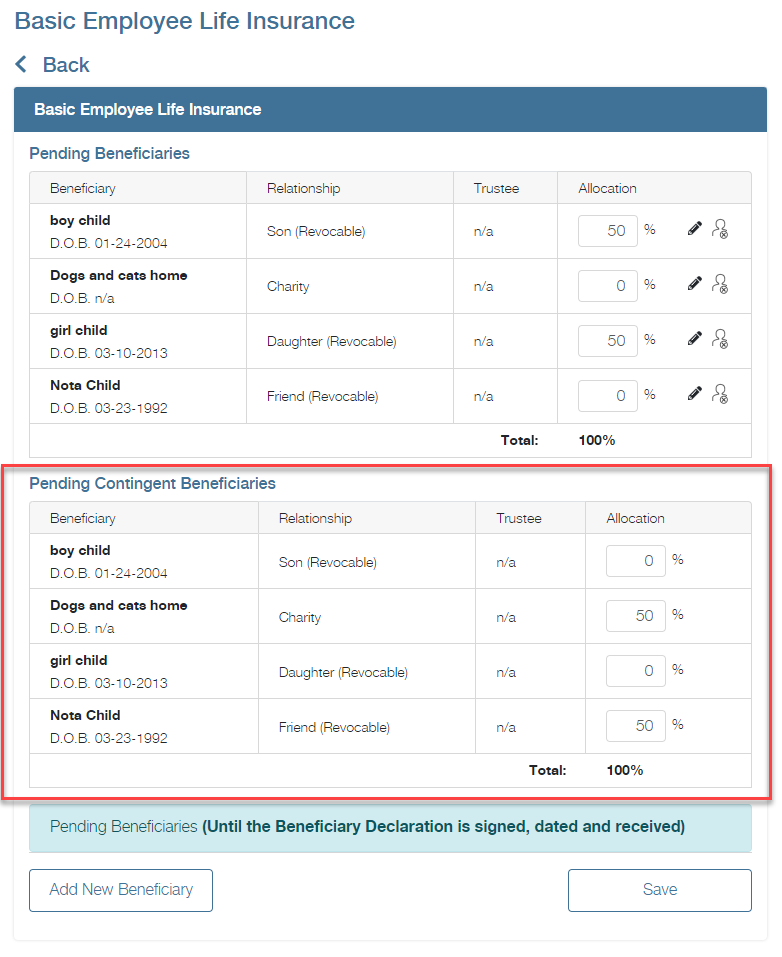 Basic Employee Life Insurance
Back
Basic Employee Life Insurance
Pending Beneficiaries
Beneficiary Relationship Trustee Allocation
boy child
D.O.B. 01-24-2004
Son (Revocable) n/a 50 %
Dogs and cats home
D.O.B. n/a
Charity n/a 0 %
girl child
D.O.B. 03-10-2013
Daughter (Revocable) n/a 50 %
Nota Child
D.O.B. 03-23-1992
Friend (Revocable) n/a 0 %
Total: 100%
Pending Contingent Beneficiaries
Beneficiary Relationship Trustee Allocation
boy child
D.O.B. 01-24-2004
Son (Revocable) n/a 0 %
Dogs and cats home
D.O.B. n/a
Charity n/a 50 %
girl child
D.O.B. 03-10-2013
Daughter (Revocable) n/a 0 %
Nota Child
D.O.B. 03-23-1992
Friend (Revocable) n/a 50 %
Total: 100%
Pending Beneficiaries (Until the Beneficiary Declaration is signed, dated and received)
Add New Beneficiary Save